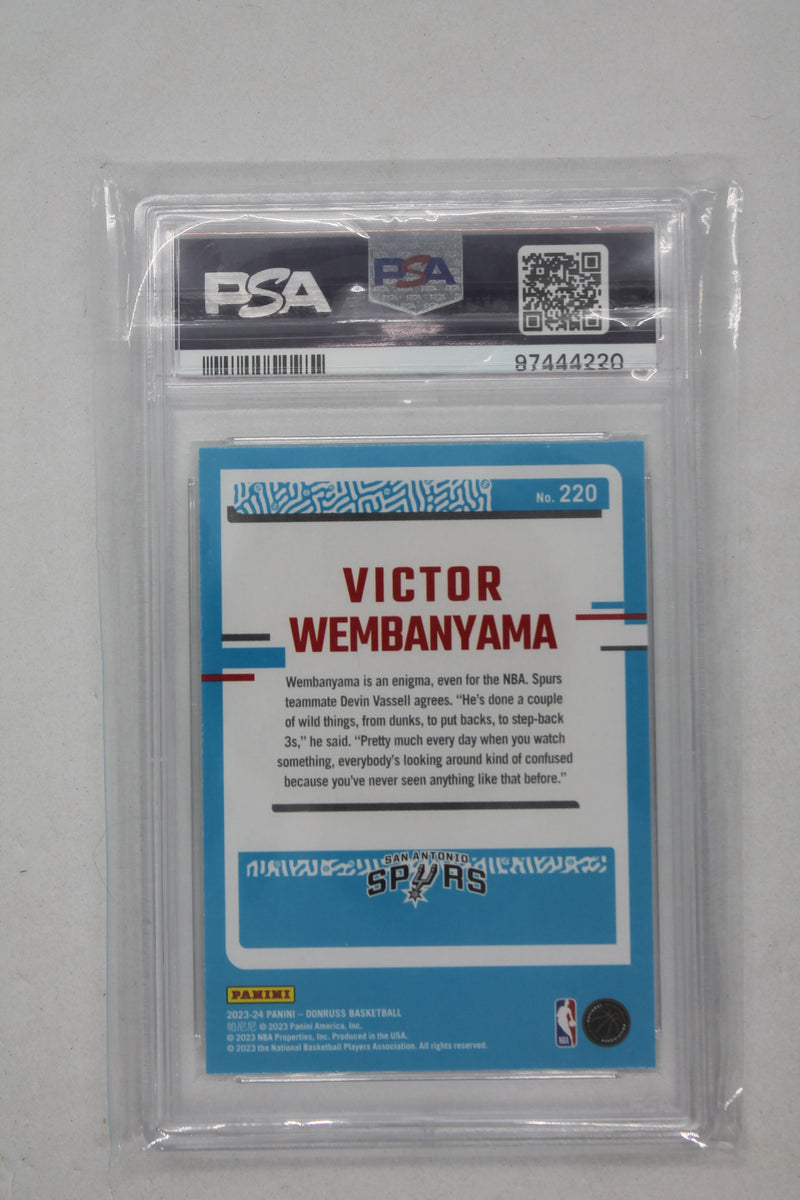 PSA
PSA
97444220
No. 220
VICTOR
WEMBANYAMA
Wembanyama is an enigma, even for the NBA. Spurs
teammate Devin Vassell agrees. “He’s done a couple
of wild things, from dunks, to put backs, to step-back
3s,” he said. “Pretty much every day when you watch
something, everybody’s looking around kind of confused
because you’ve never seen anything like that before.”
SAN ANTONIO
SPURS
PANINI
2023-24 PANINI – DONRUSS BASKETBALL
帕尼尼 © 2023 Panini America, Inc.
© 2023 NBA Properties, Inc. Produced in the USA.
© 2023 the National Basketball Players Association. All rights reserved.
NBA